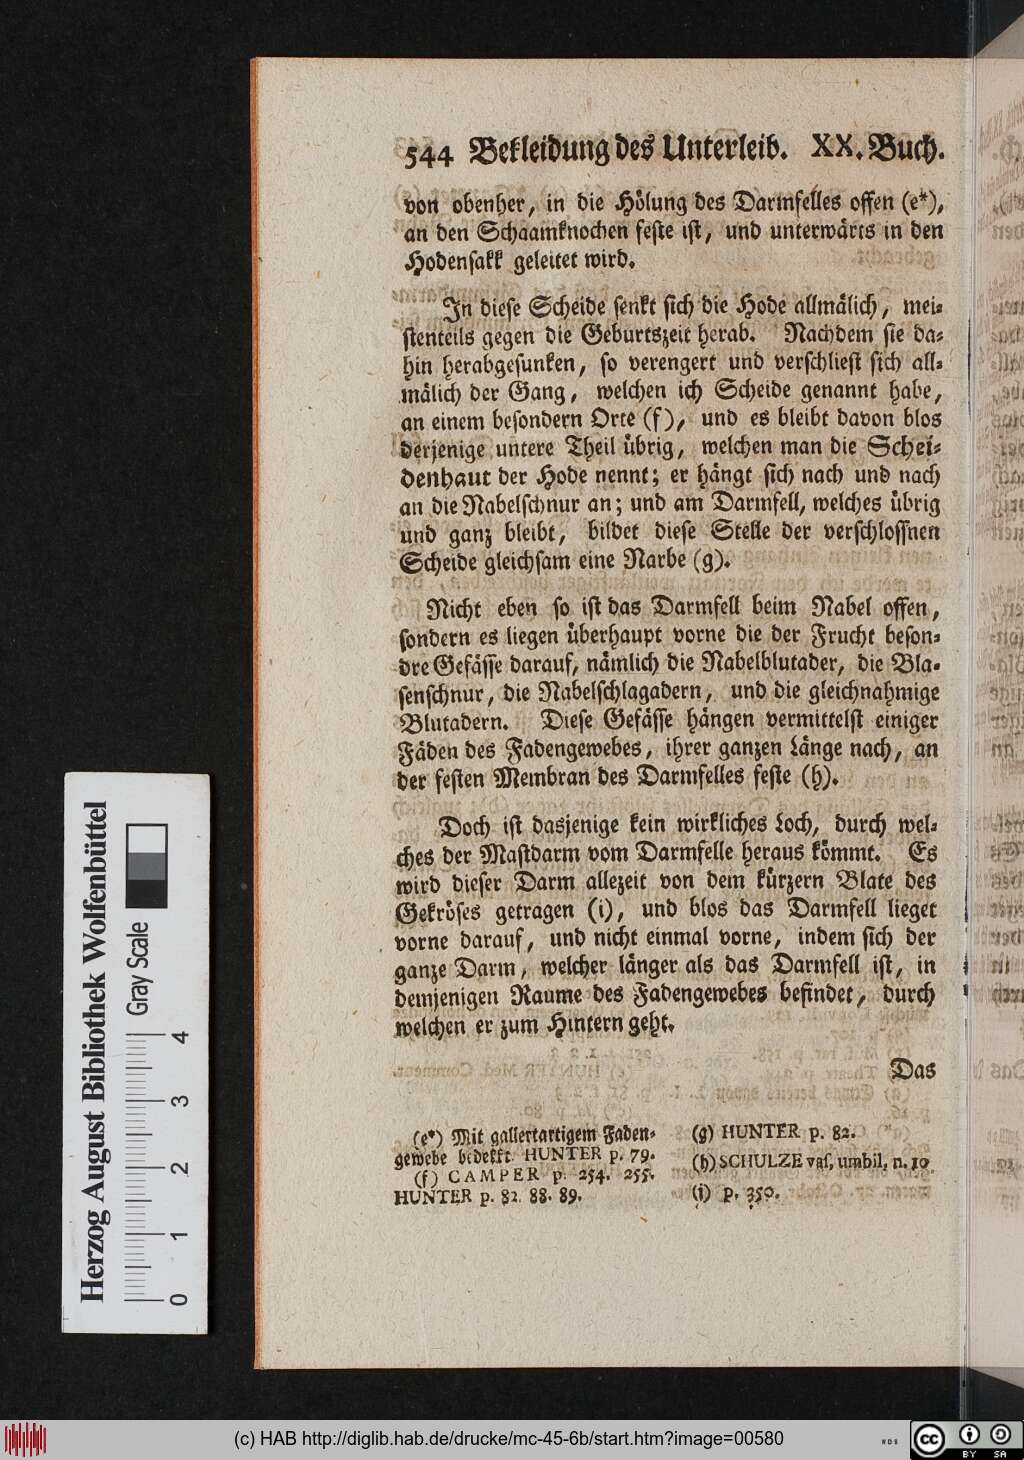 544 Bekleidung des Unterleib. XX. Buch.
von obenher, in die Hölung des Darmfelles offen (e*),
an den Schaamknochen feste ist, und unterwärts in den
Hodensakk geleitet wird.
In diese Scheide senkt sich die Hode allmälich, mei-
stenteils gegen die Geburtszeit herab. Nachdem sie da-
hin herabgesunken, so verengert und verschliest sich all-
mälich der Gang, welchen ich Scheide genannt habe,
an einem besondern Orte (f), und es bleibt davon blos
derjenige untere Theil übrig, welchen man die Schei-
denhaut der Hode nennt; er hängt sich nach und nach
an die Nabelschnur an; und am Darmfell, welches übrig
und ganz bleibt, bildet diese Stelle der verschlossnen
Scheide gleichsam eine Narbe (g).
Nicht eben so ist das Darmfell beim Nabel offen,
sondern es liegen überhaupt vorne die der Frucht beson-
dre Gefässe darauf, nämlich die Nabelblutader, die Bla-
senschnur, die Nabelschlagadern, und die gleichnahmige
Blutadern. Diese Gefässe hängen vermittelst einiger
Fäden des Fadengewebes, ihrer ganzen Länge nach, an
der festen Membran des Darmfelles feste (h).
Doch ist dasjenige kein wirkliches Loch, durch wel-
ches der Mastdarm vom Darmfelle heraus kömmt. Es
wird dieser Darm allezeit von dem kürzern Blate des
Gekröses getragen (i), und blos das Darmfell lieget
vorne darauf, und nicht einmal vorne, indem sich der
ganze Darm, welcher länger als das Darmfell ist, in
demjenigen Raume des Fadengewebes befindet, durch
welchen er zum Hintern geht.
Das
(e*) Mit gallertartigem Faden-
gewebe bedekkt HUNTER p. 79.
(f) CAMPER p. 254. 255.
HUNTER p. 82. 88. 89.
(g) HUNTER p. 82.
(h) SCHULZE vas. umbil. n. 10
(i) p. 350.
Herzog August Bibliothek Wolfenbüttel
Gray Scale
0 1 2 3 4
(c) HAB http://diglib.hab.de/drucke/mc-45-6b/start.htm?image=00580
cc BY SA